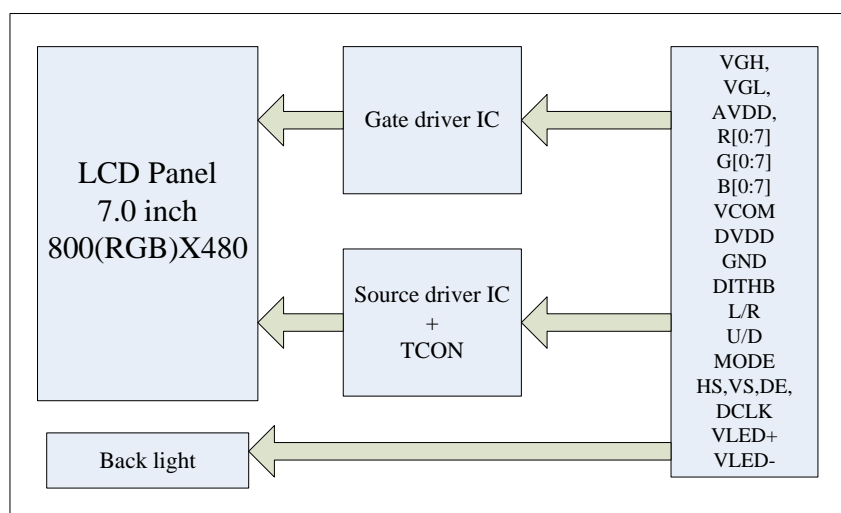 LCD Panel
7.0 inch
800(RGB)X480
Gate driver IC
Source driver IC
+
TCON
Back light
VGH,
VGL,
AVDD,
R[0:7]
G[0:7]
B[0:7]
VCOM
DVDD
GND
DITHB
L/R
U/D
MODE
HS,VS,DE,
DCLK
VLED+
VLED-